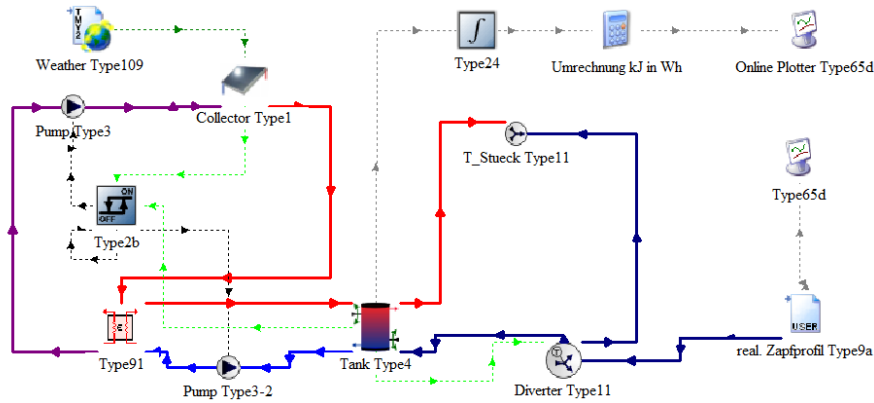 TMY2
Weather Type109
Collector Type1
Type24
Umrechnung kJ in Wh
Online Plotter Type65d
Pump Type3
T_Stueck Type11
Type65d
ON
OFF
Type2b
USER
Type91
Pump Type3-2
Tank Type4
Diverter Type11
real. Zapfprofil Type9a